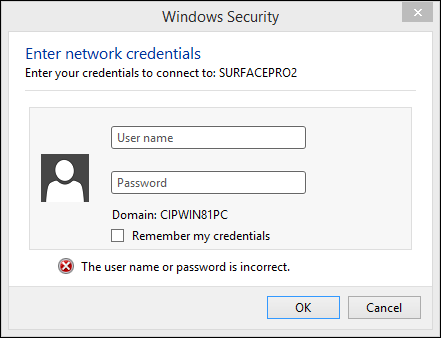 Windows Security
Enter network credentials
Enter your credentials to connect to: SURFACEPRO2
User name
Password
Domain: CIPWIN81PC
Remember my credentials
The user name or password is incorrect.
OK
Cancel